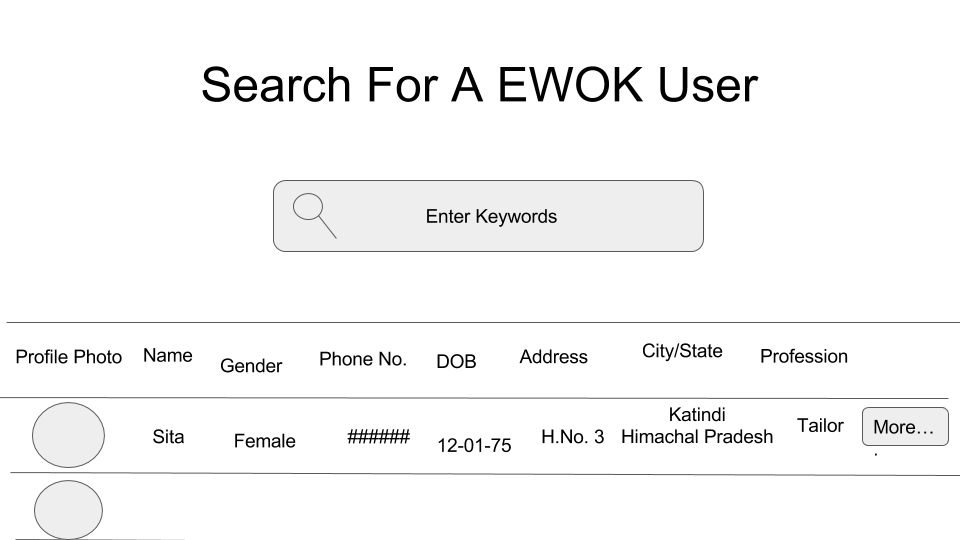 Search For A EWOK User
Enter Keywords
Profile Photo Name Gender Phone No. DOB Address City/State Profession
Sita Female ###### 12-01-75 H.No. 3 Katindi
Himachal Pradesh Tailor More…
.